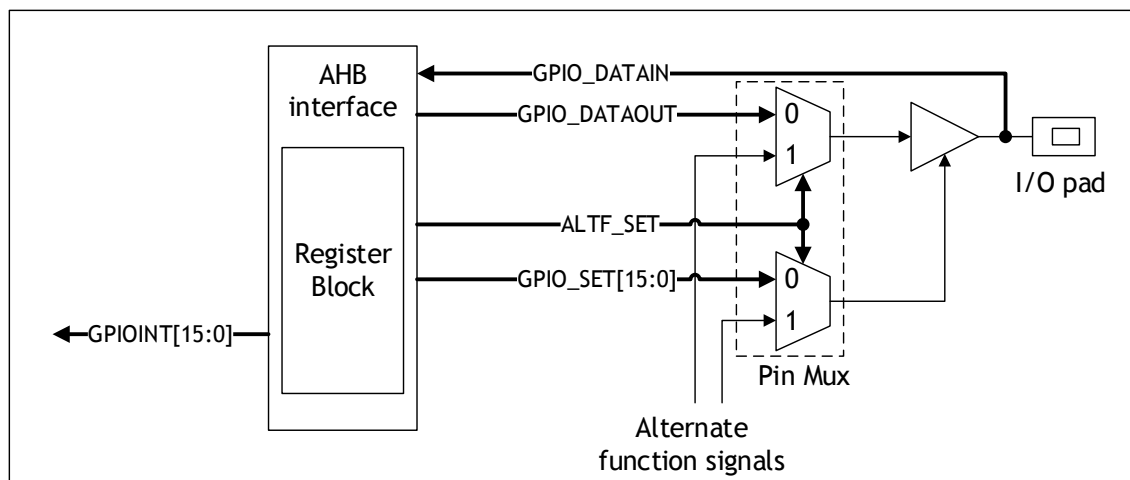 AHB
interface
Register
Block
GPIO_DATAIN
GPIO_DATAOUT
ALTF_SET
GPIO_SET[15:0]
GPIOINT[15:0]
0
1
0
1
Pin Mux
I/O pad
Alternate
function signals